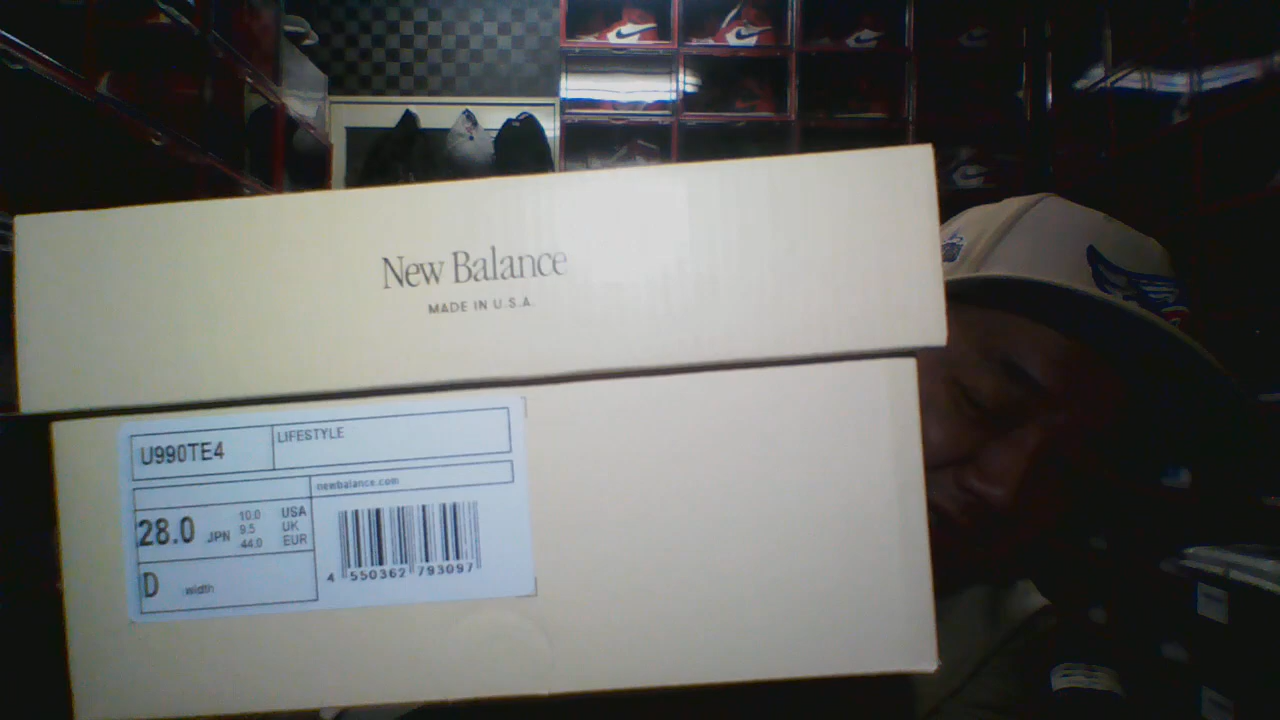 New Balance
MADE IN U.S.A.
U990TE4
LIFESTYLE
newbalance.com
28.0 JPN
10.0 USA
9.5 UK
44.0 EUR
D width
4 550362 793097